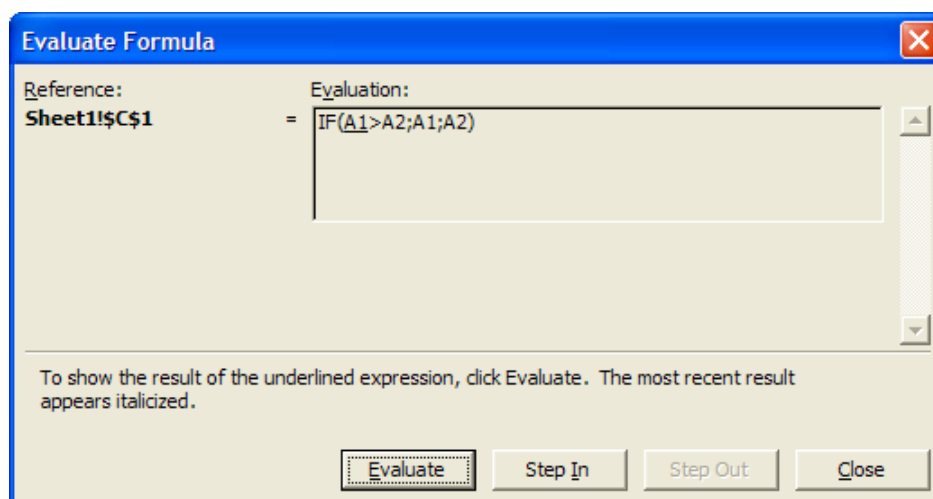 Evaluate Formula
Reference:
Evaluation:
Sheet1!$C$1
=
IF(A1>A2;A1;A2)
To show the result of the underlined expression, click Evaluate. The most recent result
appears italicized.
Evaluate
Step In
Step Out
Close